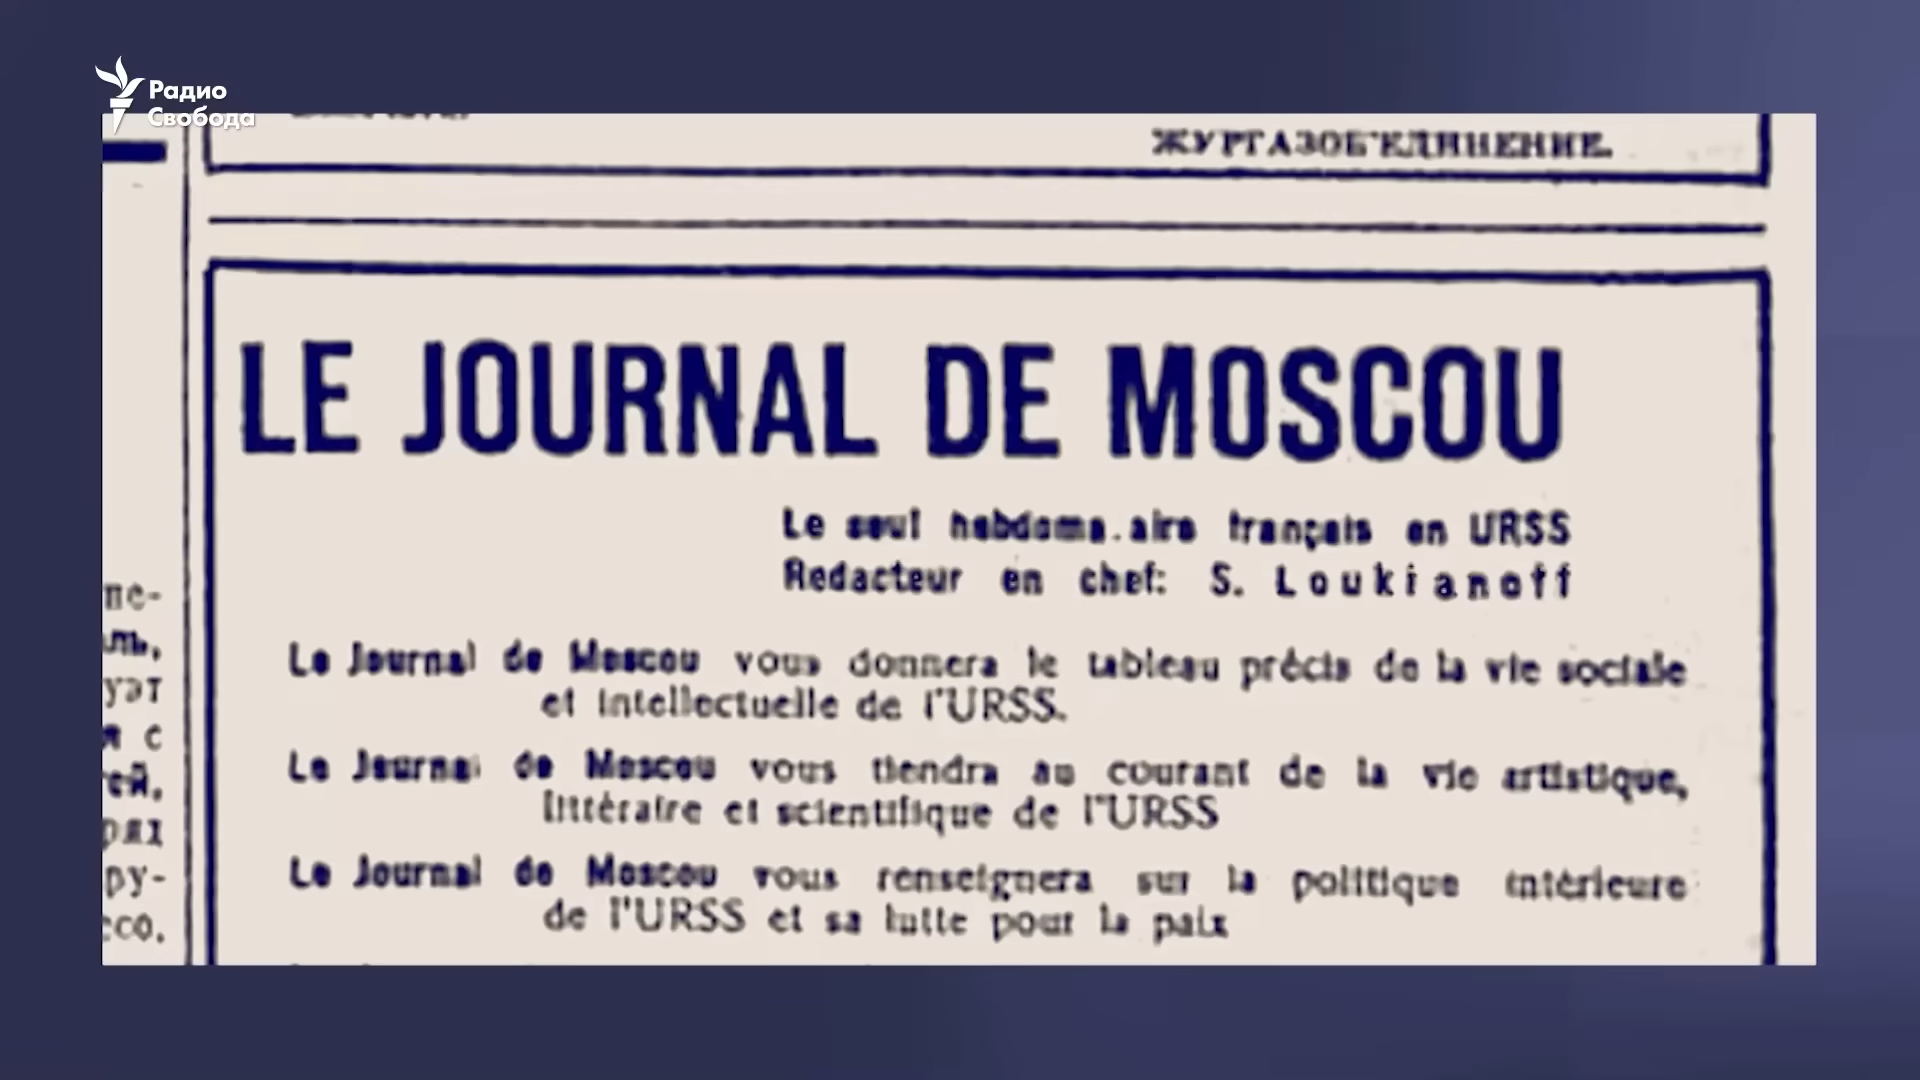 Радио
Свобода
ЖУРГАЗОБ'ЕДИНЕНИЕ.
LE JOURNAL DE MOSCOU
Le seul hebdoma.aire français en URSS
Redacteur en chef: S. Loukianoff
Le Journal de Moscou vous donnera le tableau précis de la vie sociale
et intellectuelle de l'URSS.
Le Journal de Moscou vous tiendra au courant de la vie artistique,
littéraire et scientifique de l'URSS
Le Journal de Moscou vous renseignera sur la politique intérieure
de l'URSS et sa lutte pour la paix